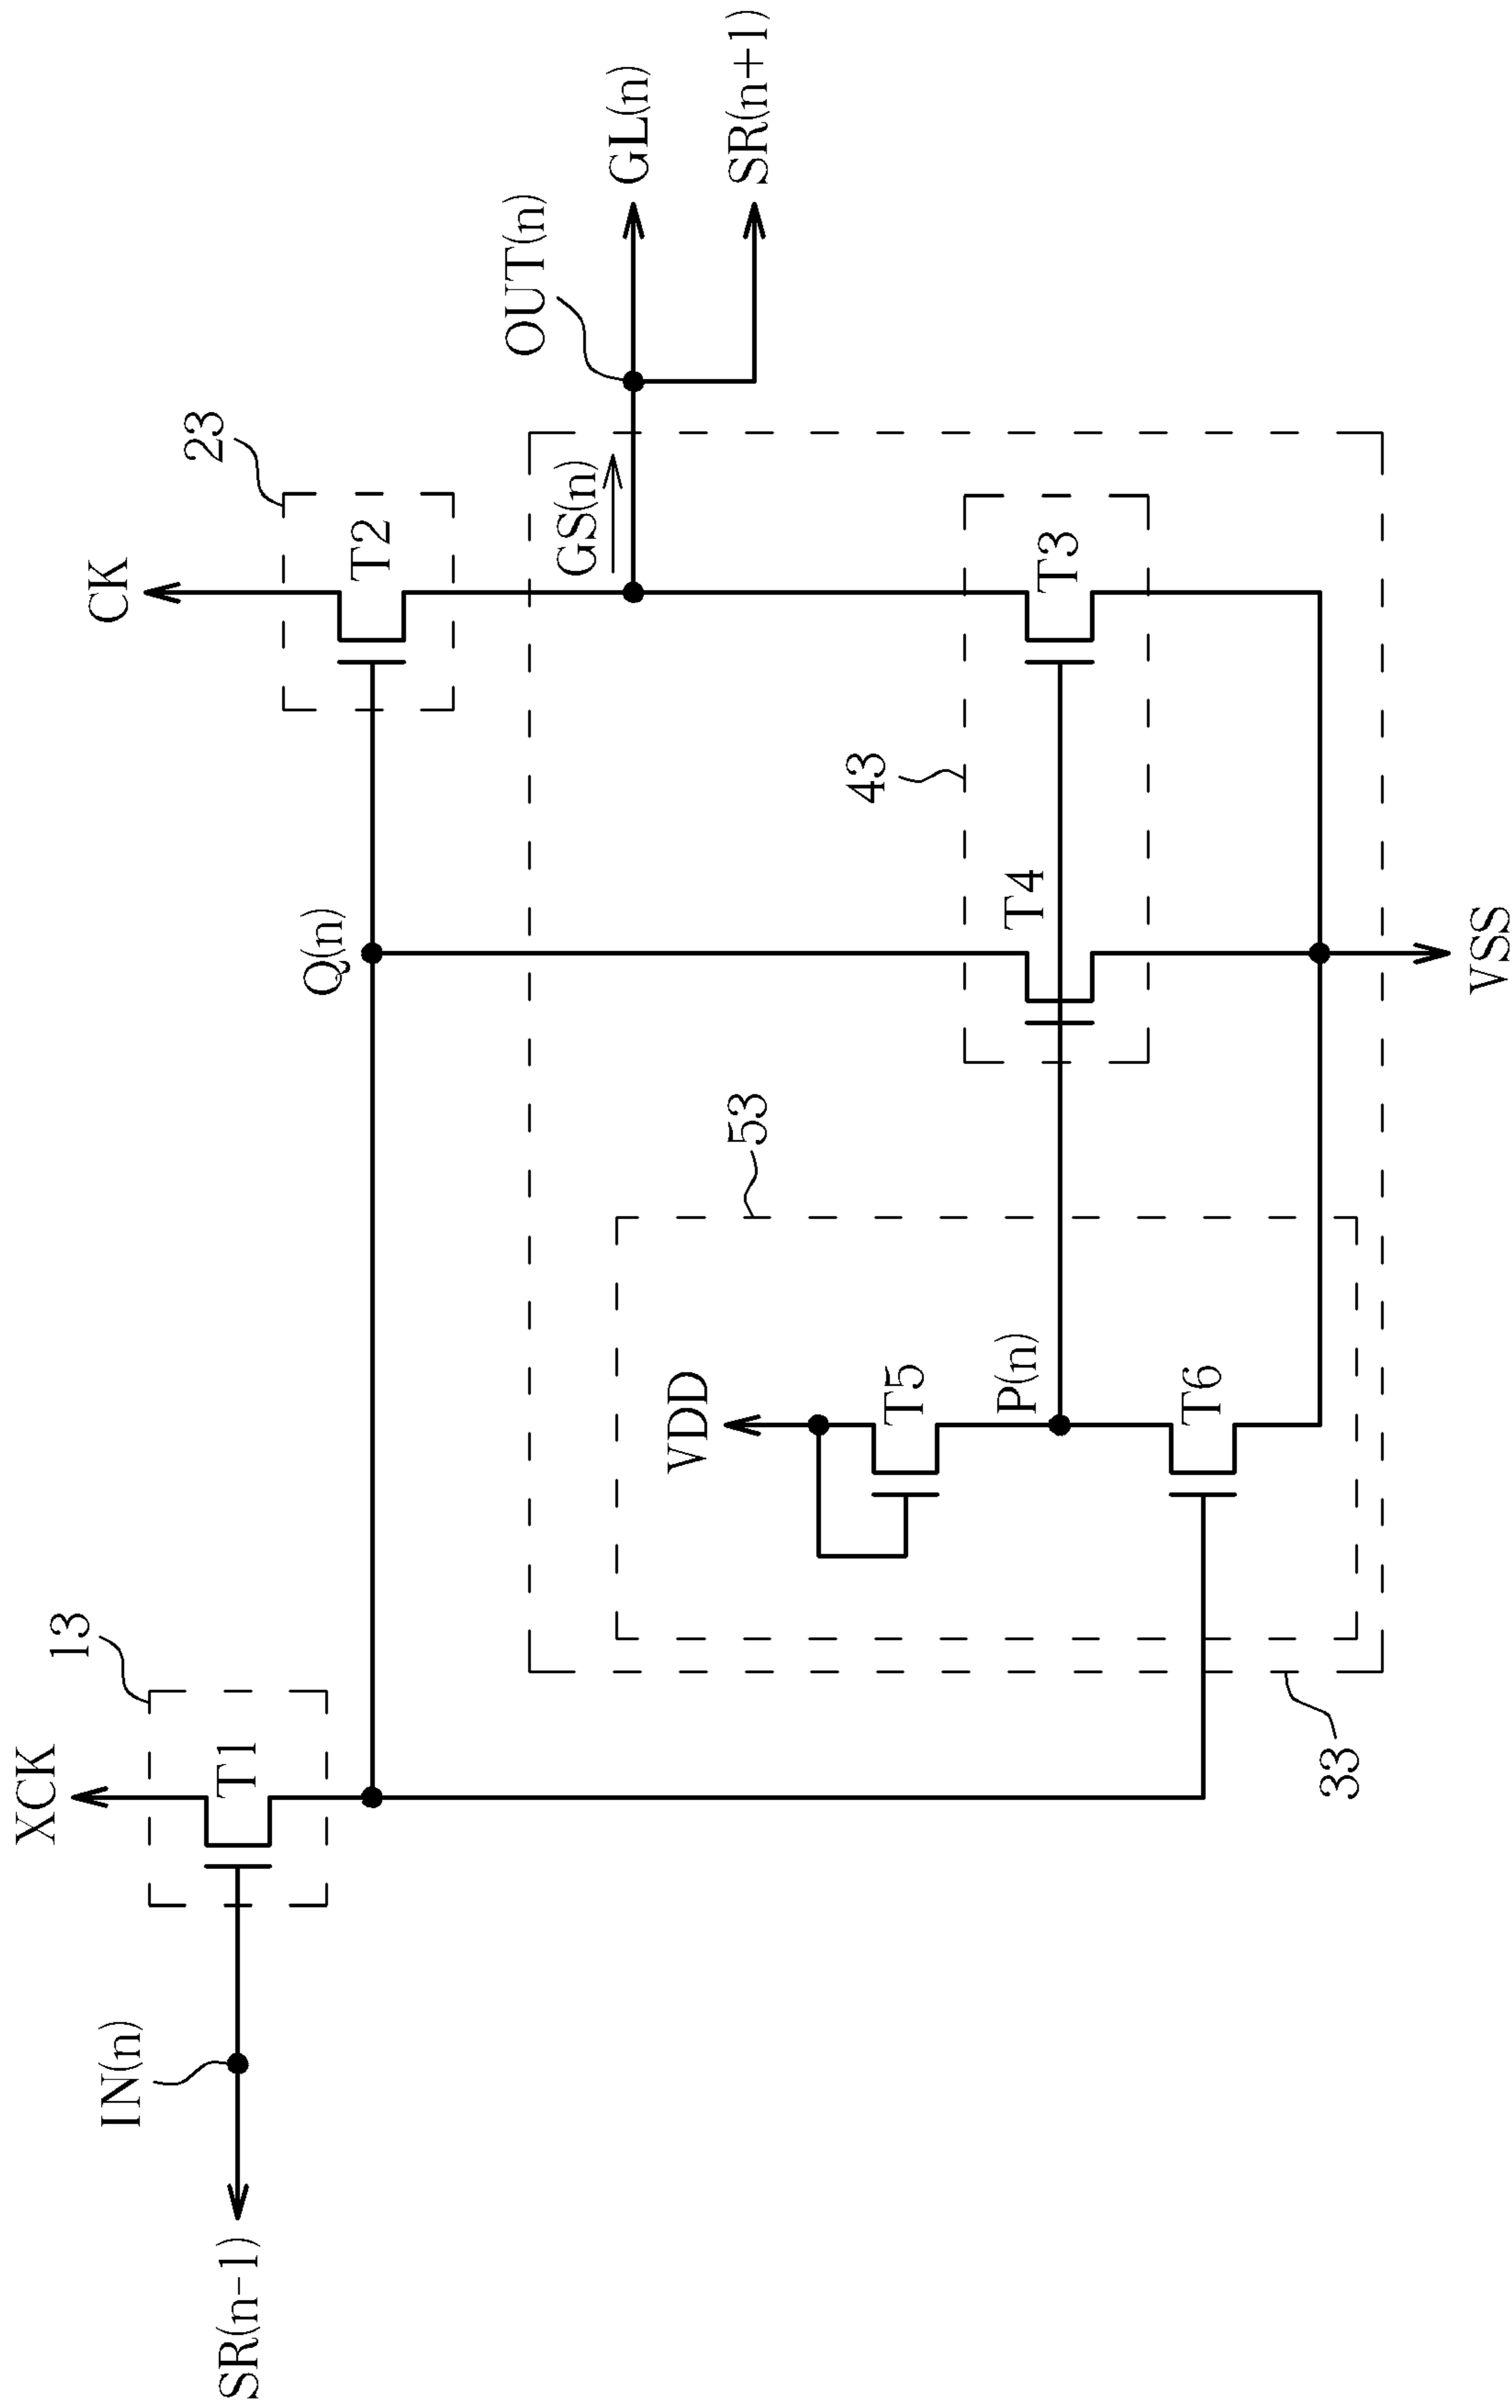 XCK
13
T1
IN(n)
SR(n-1)
CK
23
T2
Q(n)
OUT(n)
GS(n)
GL(n)
SR(n+1)
VDD
53
T5
P(n)
T6
43
T4
T3
33
VSS